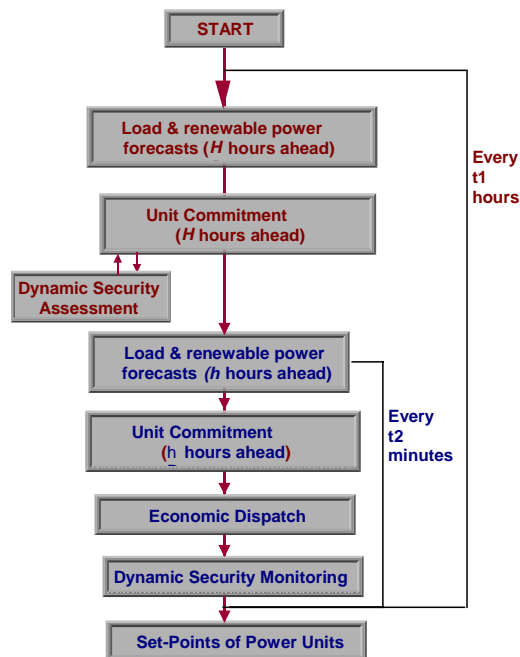 START
Load & renewable power
forecasts (H hours ahead)
Every
t1
hours
Unit Commitment
(H hours ahead)
Dynamic Security
Assessment
Load & renewable power
forecasts (h hours ahead)
Every
t2
minutes
Unit Commitment
(h hours ahead)
Economic Dispatch
Dynamic Security Monitoring
Set-Points of Power Units